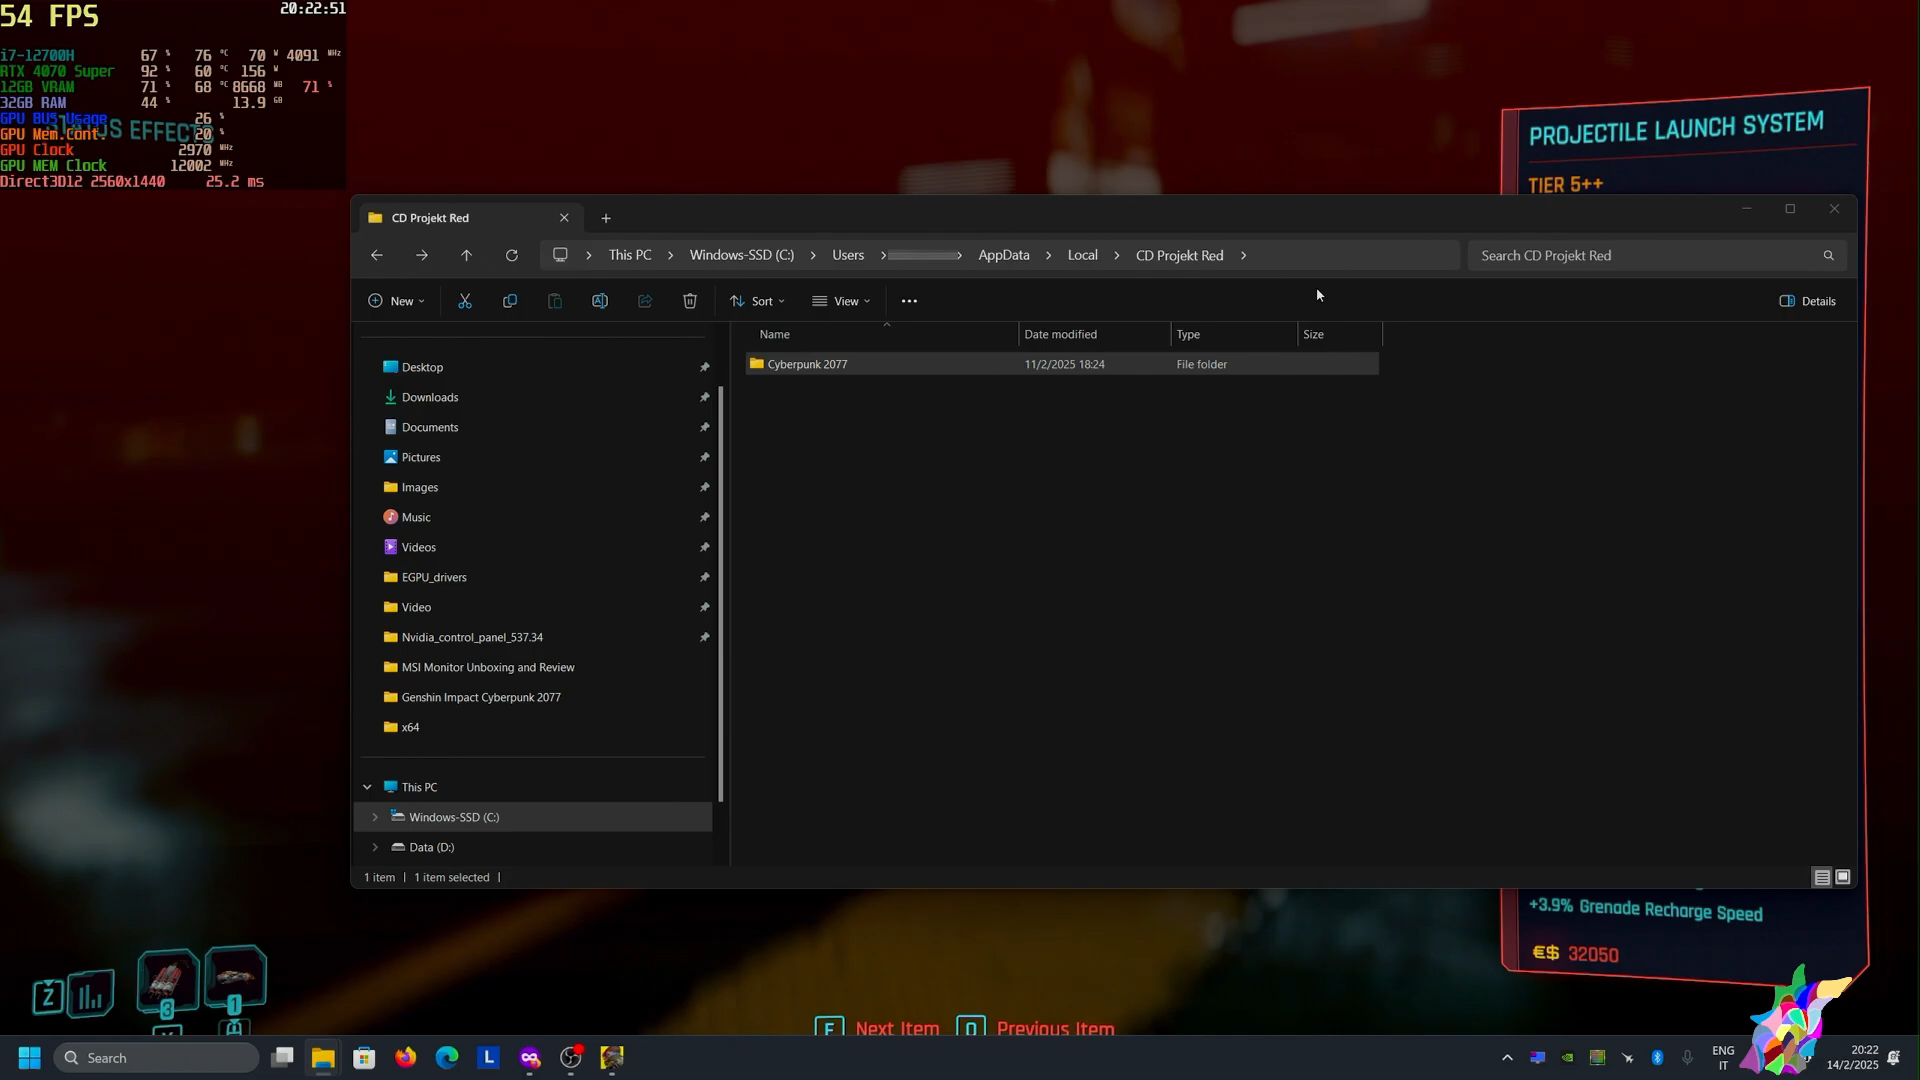 54 FPS
20:22:51
i7-12700H 67 % 76 °C 70 W 4091 MHz
RTX 4070 Super 92 % 60 °C 156 W
12GB VRAM 71 % 68 °C 8668 MB 71 %
32GB RAM 44 % 13.9 GB
GPU BUS Usage 26 %
GPU Mem.Cont. 20 %
STATUS EFFECTS
GPU Clock 2970 MHz
GPU MEM Clock 12002 MHz
Direct3D12 2560x1440 25.2 ms
PROJECTILE LAUNCH SYSTEM
TIER 5++
CD Projekt Red
This PC
Windows-SSD (C:)
Users
AppData
Local
CD Projekt Red
Search CD Projekt Red
New
Sort
View
Details
Name
Date modified
Type
Size
Cyberpunk 2077
11/2/2025 18:24
File folder
Desktop
Downloads
Documents
Pictures
Images
Music
Videos
EGPU_drivers
Video
Nvidia_control_panel_537.34
MSI Monitor Unboxing and Review
Genshin Impact Cyberpunk 2077
x64
This PC
Windows-SSD (C:)
Data (D:)
1 item
1 item selected
+3.9% Grenade Recharge Speed
€$ 32050
Z
3
1
Next Item
Previous Item
Search
L
ENG
IT
20:22
14/2/2025